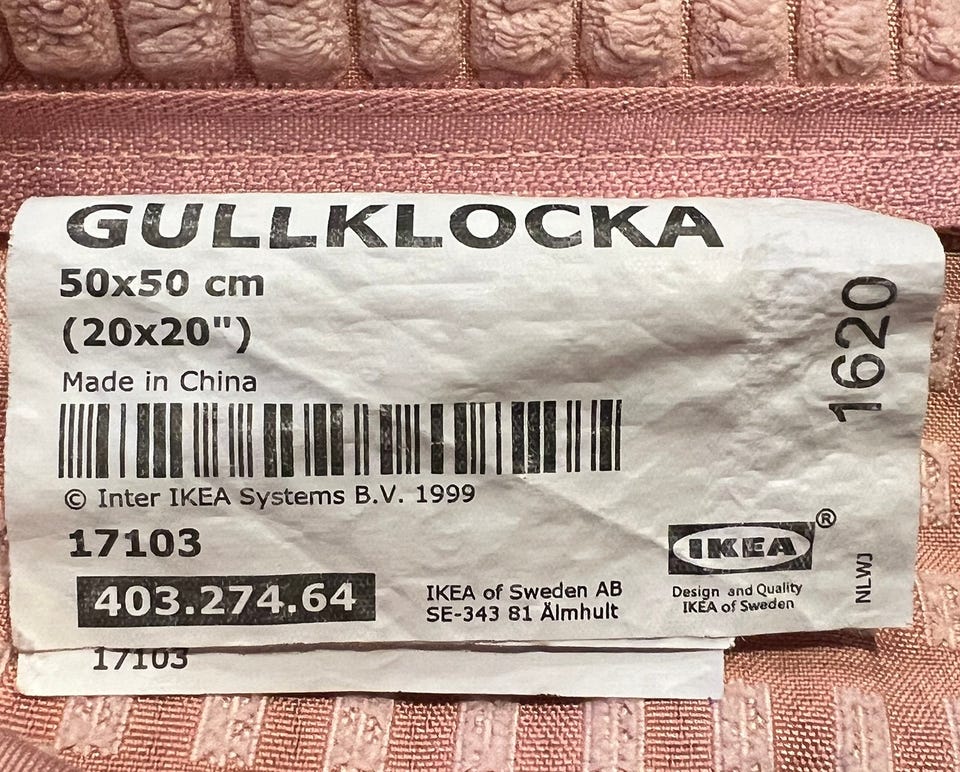 GULLKLOCKA
50x50 cm
(20x20")
Made in China
© Inter IKEA Systems B.V. 1999
17103
403.274.64
IKEA of Sweden AB
SE-343 81 Älmhult
IKEA®
Design and Quality
IKEA of Sweden
1620
NLWJ
17103